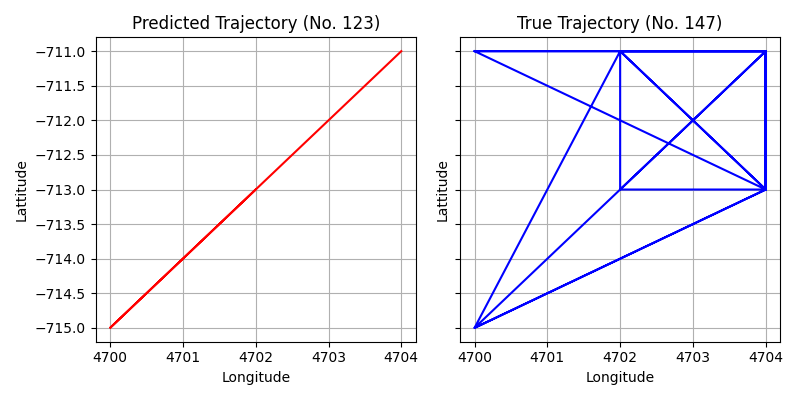 Predicted Trajectory (No. 123)
True Trajectory (No. 147)
−711.0
−711.5
−712.0
−712.5
−713.0
−713.5
−714.0
−714.5
−715.0
Lattitude
Lattitude
4700 4701 4702 4703 4704
4700 4701 4702 4703 4704
Longitude
Longitude